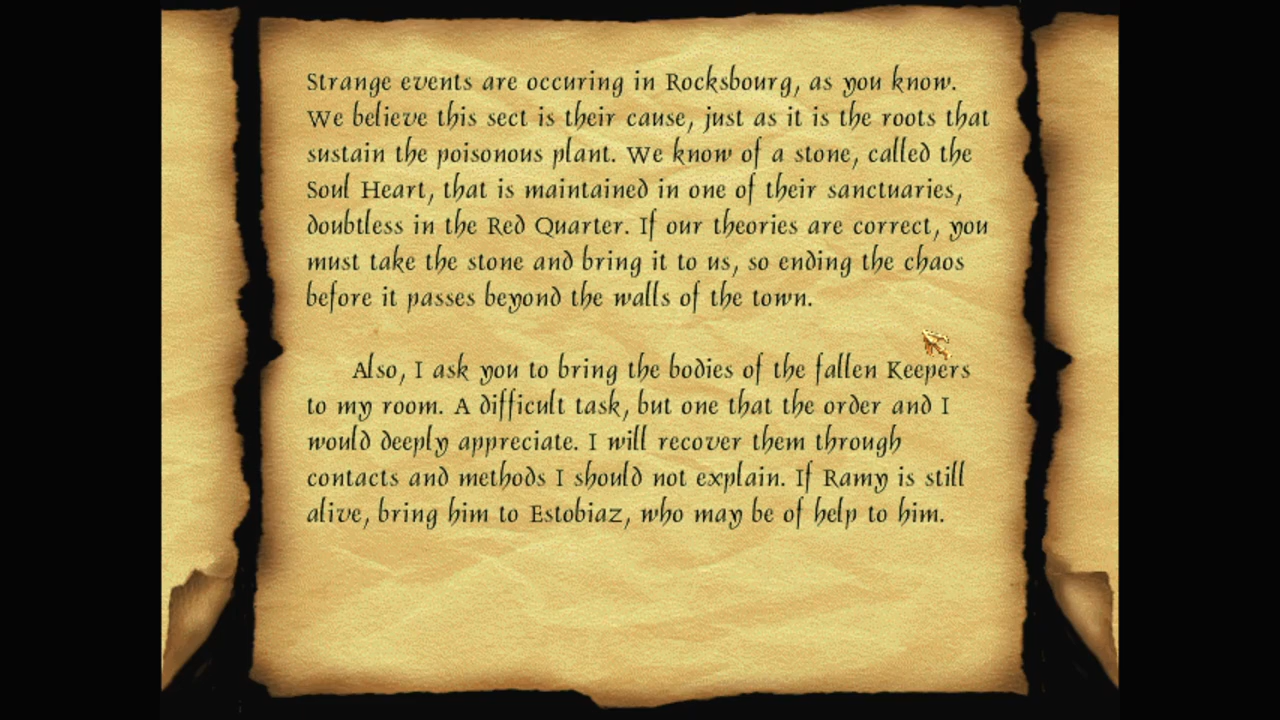 Strange events are occuring in Rocksbourg, as you know.
We believe this sect is their cause, just as it is the roots that
sustain the poisonous plant. We know of a stone, called the
Soul Heart, that is maintained in one of their sanctuaries,
doubtless in the Red Quarter. If our theories are correct, you
must take the stone and bring it to us, so ending the chaos
before it passes beyond the walls of the town.
Also, I ask you to bring the bodies of the fallen Keepers
to my room. A difficult task, but one that the order and I
would deeply appreciate. I will recover them through
contacts and methods I should not explain. If Ramy is still
alive, bring him to Estobiaz, who may be of help to him.